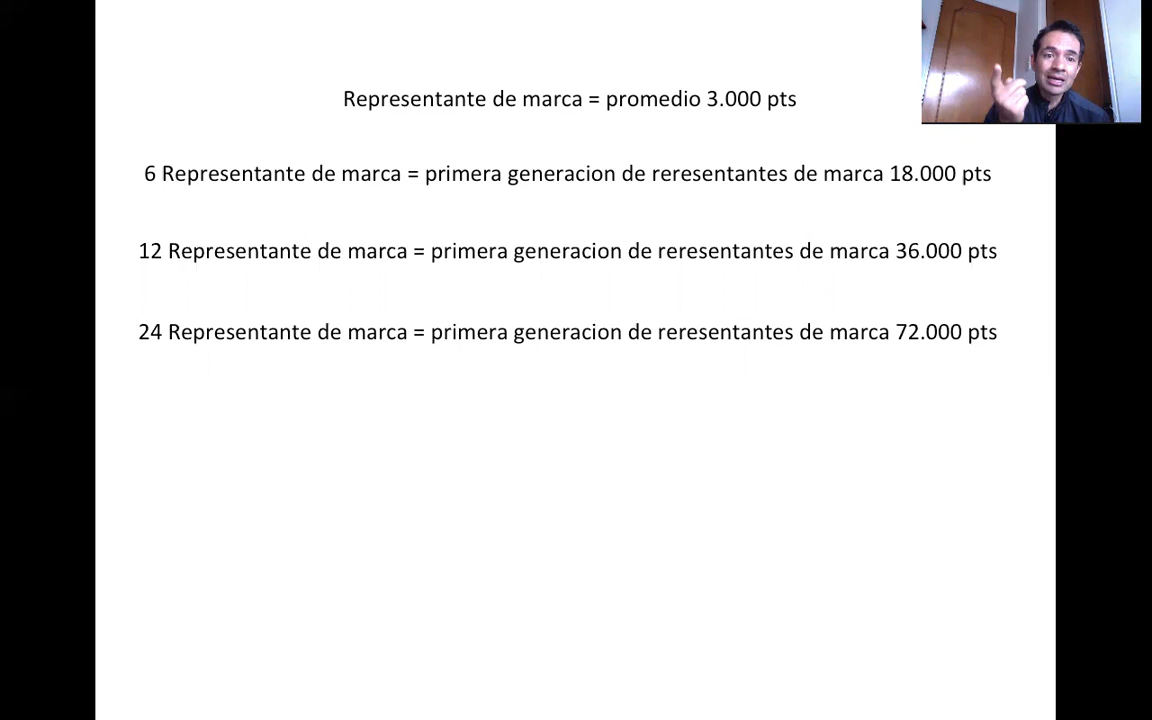 Representante de marca = promedio 3.000 pts
6 Representante de marca = primera generacion de reresentantes de marca 18.000 pts
12 Representante de marca = primera generacion de reresentantes de marca 36.000 pts
24 Representante de marca = primera generacion de reresentantes de marca 72.000 pts